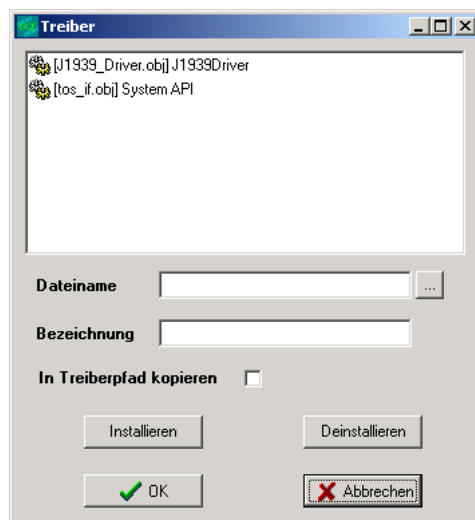 Treiber
[J1939_Driver.obj] J1939Driver
[tos_if.obj] System API
Dateiname
...
Bezeichnung
In Treiberpfad kopieren
Installieren
Deinstallieren
OK
Abbrechen